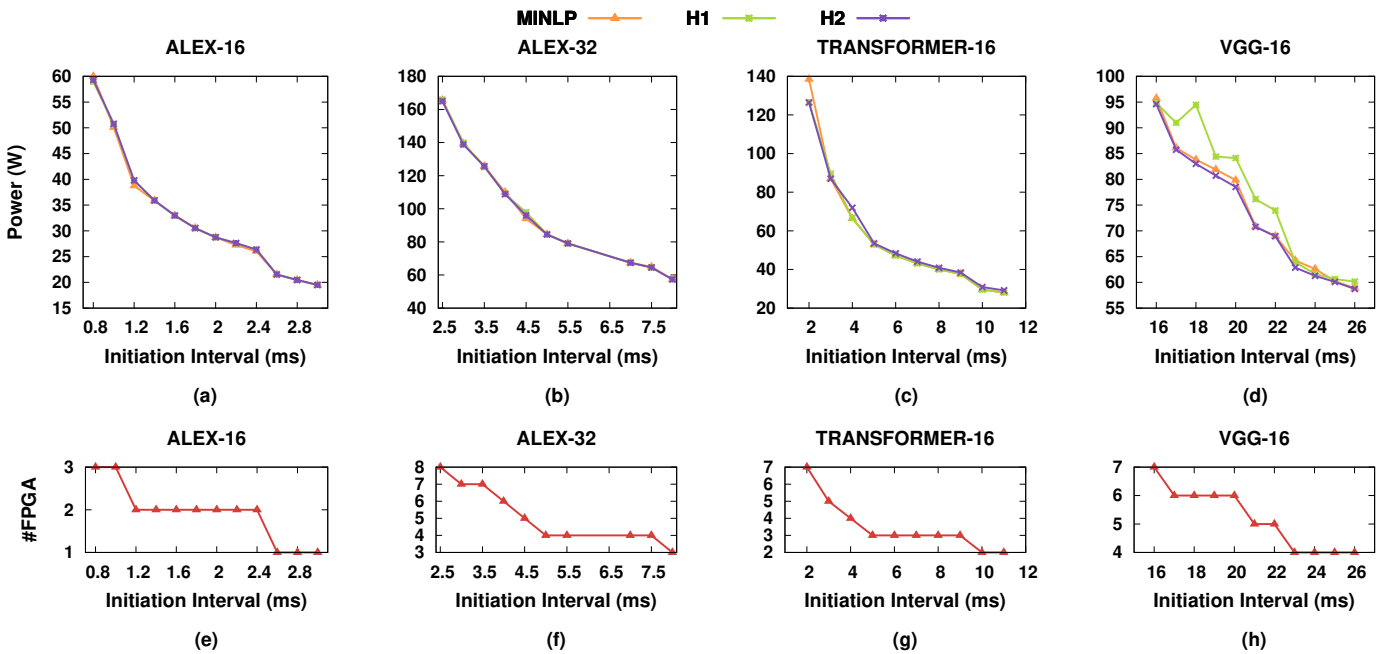 MINLP H1 H2
ALEX-16 ALEX-32 TRANSFORMER-16 VGG-16
Power (W)
60
55
50
45
40
35
30
25
20
15
0.8 1.2 1.6 2 2.4 2.8
Initiation Interval (ms)
(a)
180
160
140
120
100
80
60
40
2.5 3.5 4.5 5.5 6.5 7.5
Initiation Interval (ms)
(b)
140
120
100
80
60
40
20
2 4 6 8 10 12
Initiation Interval (ms)
(c)
100
95
90
85
80
75
70
65
60
55
16 18 20 22 24 26
Initiation Interval (ms)
(d)
ALEX-16 ALEX-32 TRANSFORMER-16 VGG-16
#FPGA
3
2
1
0.8 1.2 1.6 2 2.4 2.8
Initiation Interval (ms)
(e)
8
7
6
5
4
3
2.5 3.5 4.5 5.5 6.5 7.5
Initiation Interval (ms)
(f)
7
6
5
4
3
2
2 4 6 8 10 12
Initiation Interval (ms)
(g)
7
6
5
4
16 18 20 22 24 26
Initiation Interval (ms)
(h)